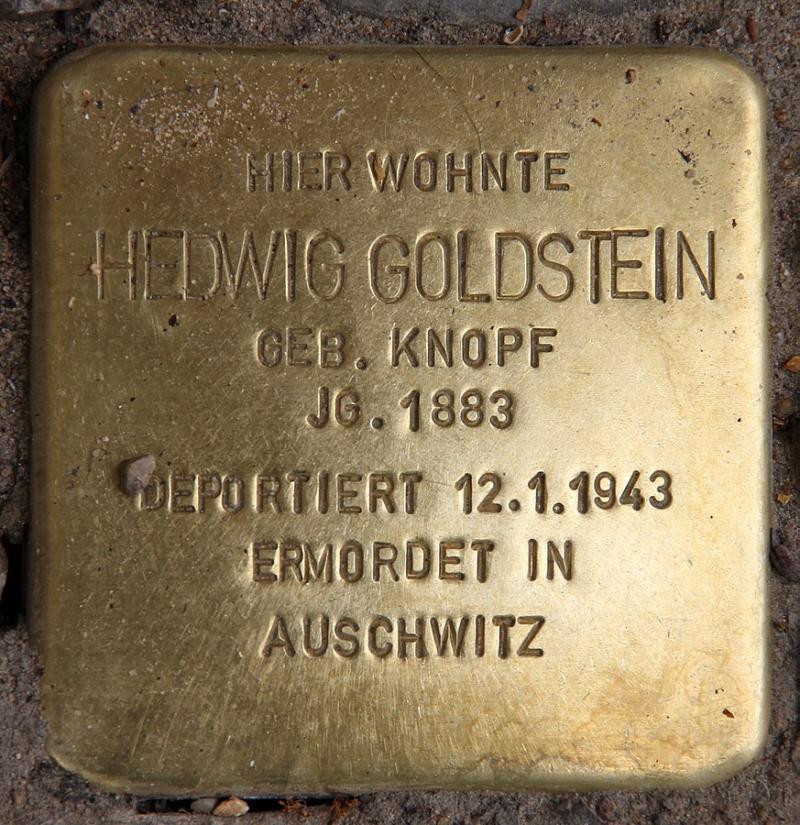 HIER WOHNTE
HEDWIG GOLDSTEIN
GEB. KNOPF
JG. 1883
DEPORTIERT 12.1.1943
ERMORDET IN
AUSCHWITZ